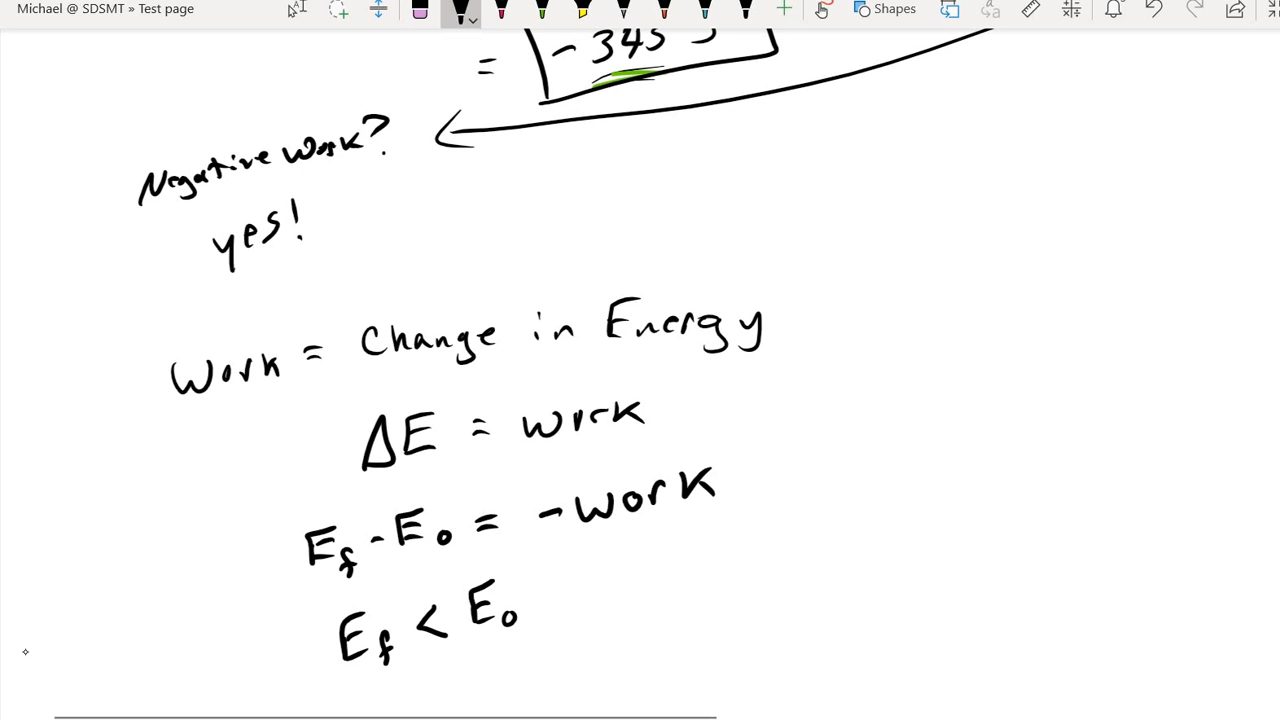 Michael @ SDSMT » Test page
Shapes
= -345 J
Negative Work?
yes!
Work = Change in Energy
ΔE = work
Ef - Eo = -work
Ef < Eo